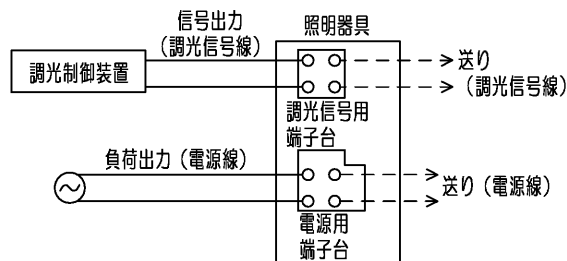 信号出力
（調光信号線）
照明器具
調光制御装置
送り
（調光信号線）
調光信号用
端子台
負荷出力（電源線）
送り（電源線）
電源用
端子台